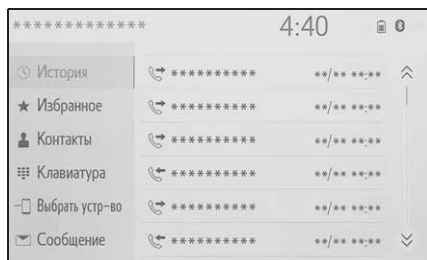 ************* 4:40
История ********** **/** **:**
Избранное ********** **/** **:**
Контакты ********** **/** **:**
Клавиатура ********** **/** **:**
Выбрать устр-во ********** **/** **:**
Сообщение ********** **/** **:**